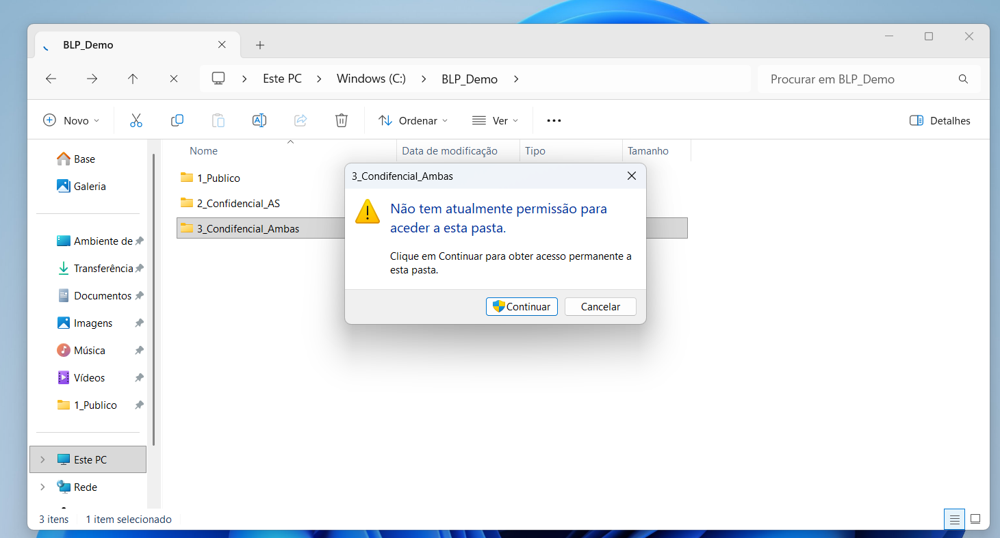 BLP_Demo
Este PC
Windows (C:)
BLP_Demo
Procurar em BLP_Demo
Novo
Ordenar
Ver
Detalhes
Nome
Data de modificação
Tipo
Tamanho
Base
Galeria
Ambiente de
Transferência
Documentos
Imagens
Música
Vídeos
1_Publico
Este PC
Rede
1_Publico
2_Confidencial_AS
3_Condifencial_Ambas
3_Condifencial_Ambas
Não tem atualmente permissão para
aceder a esta pasta.
Clique em Continuar para obter acesso permanente a
esta pasta.
Continuar
Cancelar
3 itens
1 item selecionado